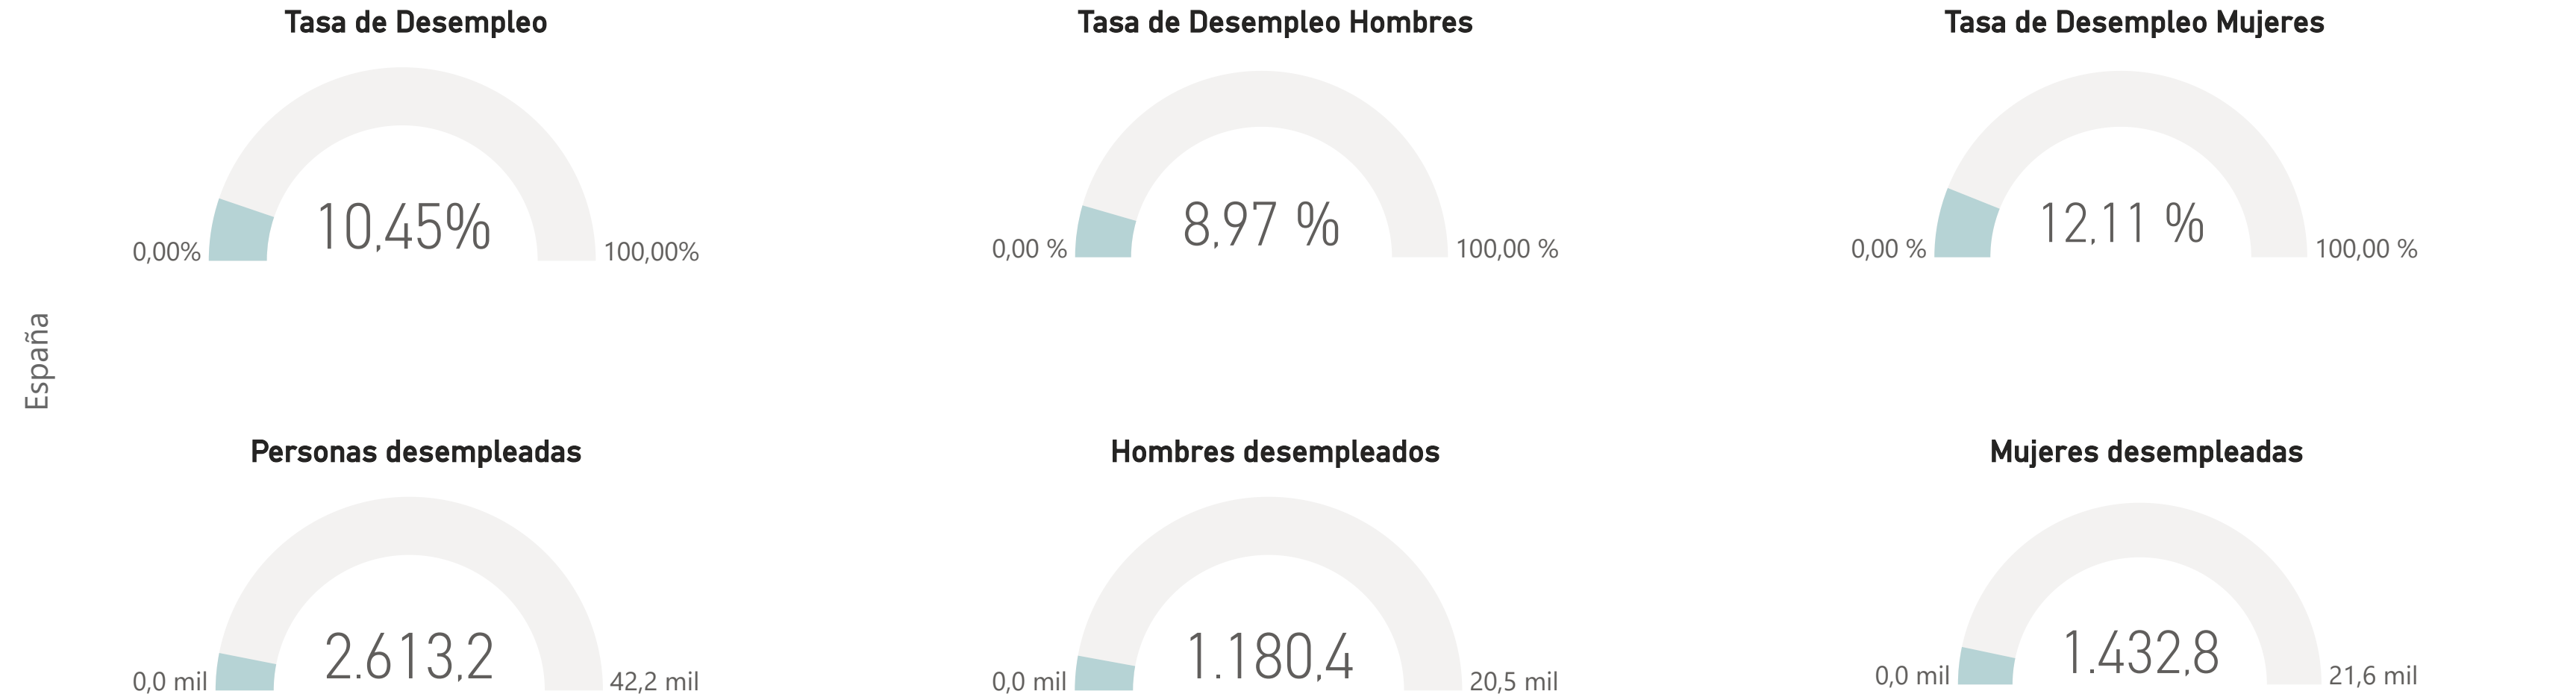 Tasa de Desempleo
10,45%
0,00%
100,00%
Tasa de Desempleo Hombres
8,97 %
0,00 %
100,00 %
Tasa de Desempleo Mujeres
12,11 %
0,00 %
100,00 %
España
Personas desempleadas
2.613,2
0,0 mil
42,2 mil
Hombres desempleados
1.180,4
0,0 mil
20,5 mil
Mujeres desempleadas
1.432,8
0,0 mil
21,6 mil